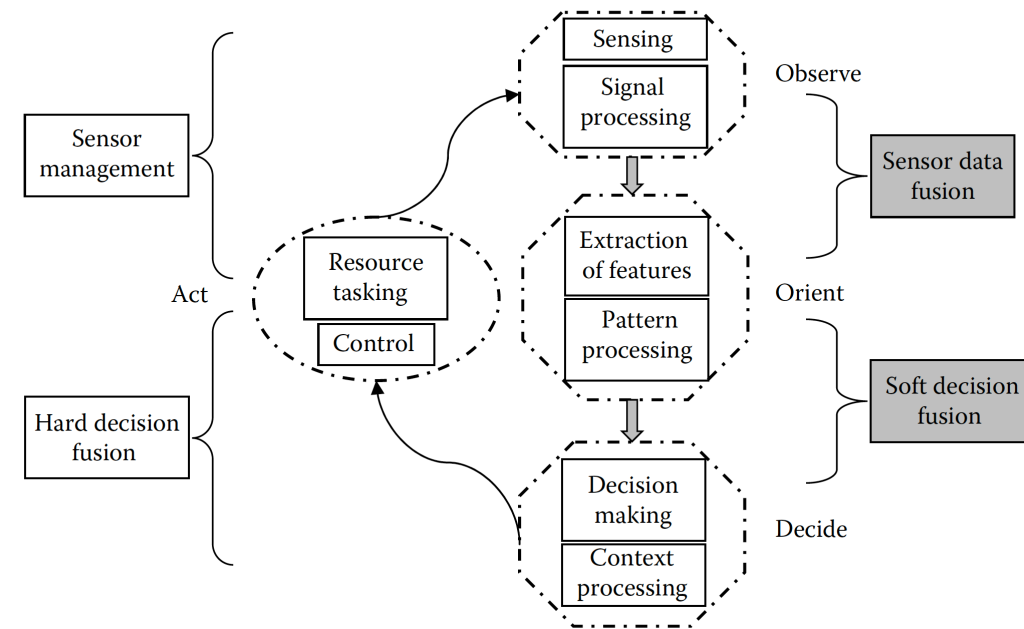 Sensing
Signal
processing
Observe
Sensor
management
Sensor data
fusion
Extraction
of features
Pattern
processing
Orient
Resource
tasking
Control
Act
Soft decision
fusion
Hard decision
fusion
Decision
making
Context
processing
Decide